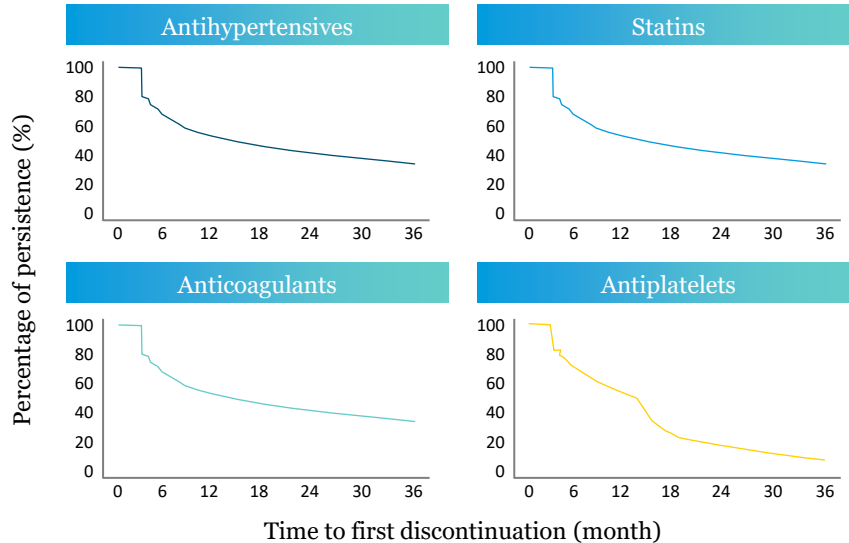 Antihypertensives
Statins
100
80
60
40
20
0
0 6 12 18 24 30 36
100
80
60
40
20
0
0 6 12 18 24 30 36
Anticoagulants
Antiplatelets
100
80
60
40
20
0
0 6 12 18 24 30 36
100
80
60
40
20
0
0 6 12 18 24 30 36
Percentage of persistence (%)
Time to first discontinuation (month)